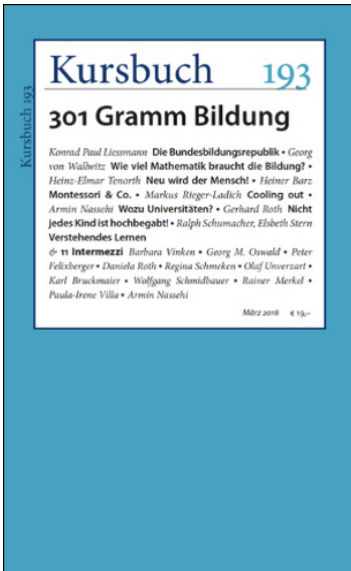 Kursbuch 193
Kursbuch 193
301 Gramm Bildung
Konrad Paul Liessmann Die Bundesbildungsrepublik • Georg
von Wallwitz Wie viel Mathematik braucht die Bildung? •
Heinz-Elmar Tenorth Neu wird der Mensch! • Heiner Barz
Montessori & Co. • Markus Rieger-Ladich Cooling out •
Armin Nassehi Wozu Universitäten? • Gerhard Roth Nicht
jedes Kind ist hochbegabt! • Ralph Schumacher, Elsbeth Stern
Verstehendes Lernen
& 11 Intermezzi Barbara Vinken • Georg M. Oswald • Peter
Felixberger • Daniela Roth • Regina Schmeken • Olaf Unverzart •
Karl Bruckmaier • Wolfgang Schmidbauer • Rainer Merkel •
Paula-Irene Villa • Armin Nassehi
März 2018 € 19,–